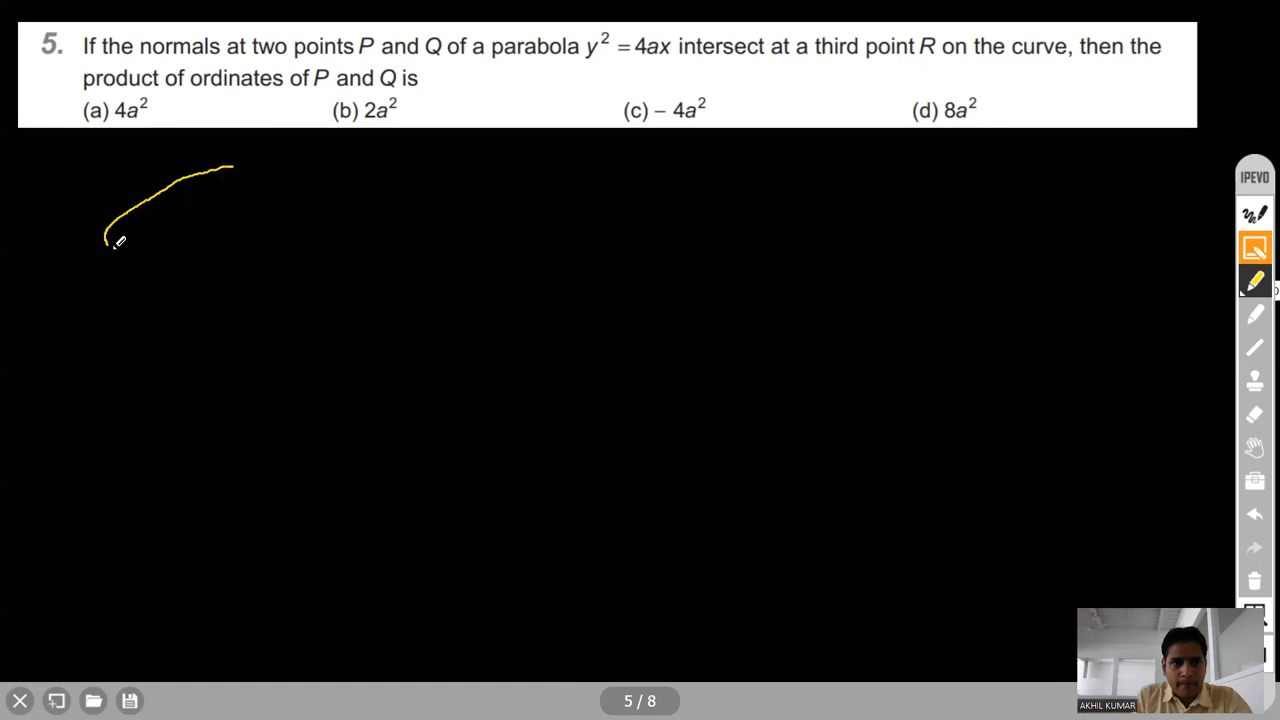 5. If the normals at two points P and Q of a parabola y² = 4ax intersect at a third point R on the curve, then the
product of ordinates of P and Q is
(a) 4a² (b) 2a² (c) – 4a² (d) 8a²
IPEVO
5 / 8
AKHIL KUMAR